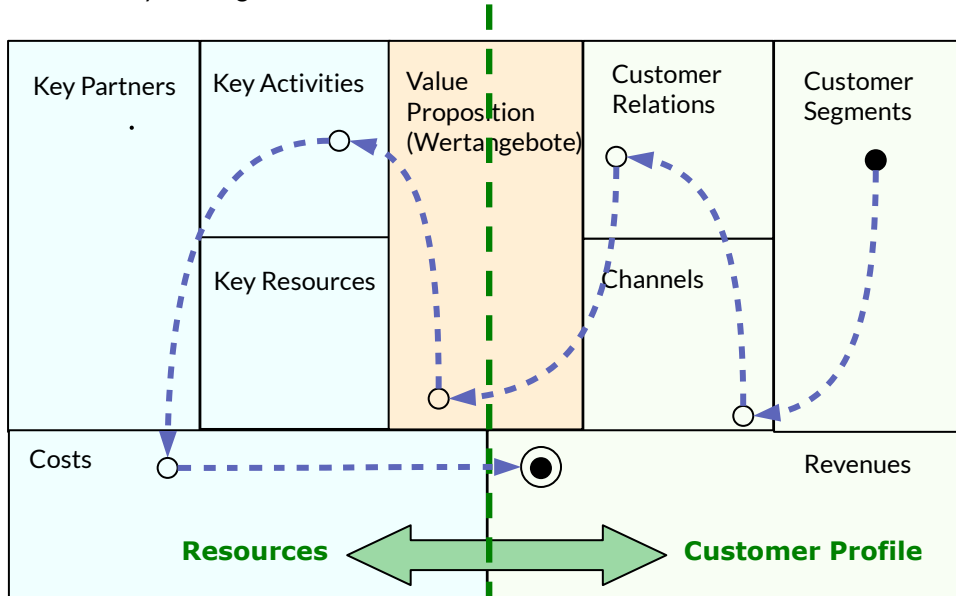 Key Partners
Key Activities
Value
Proposition
(Wertangebote)
Customer
Relations
Customer
Segments
Key Resources
Channels
Costs
Revenues
Resources
Customer Profile